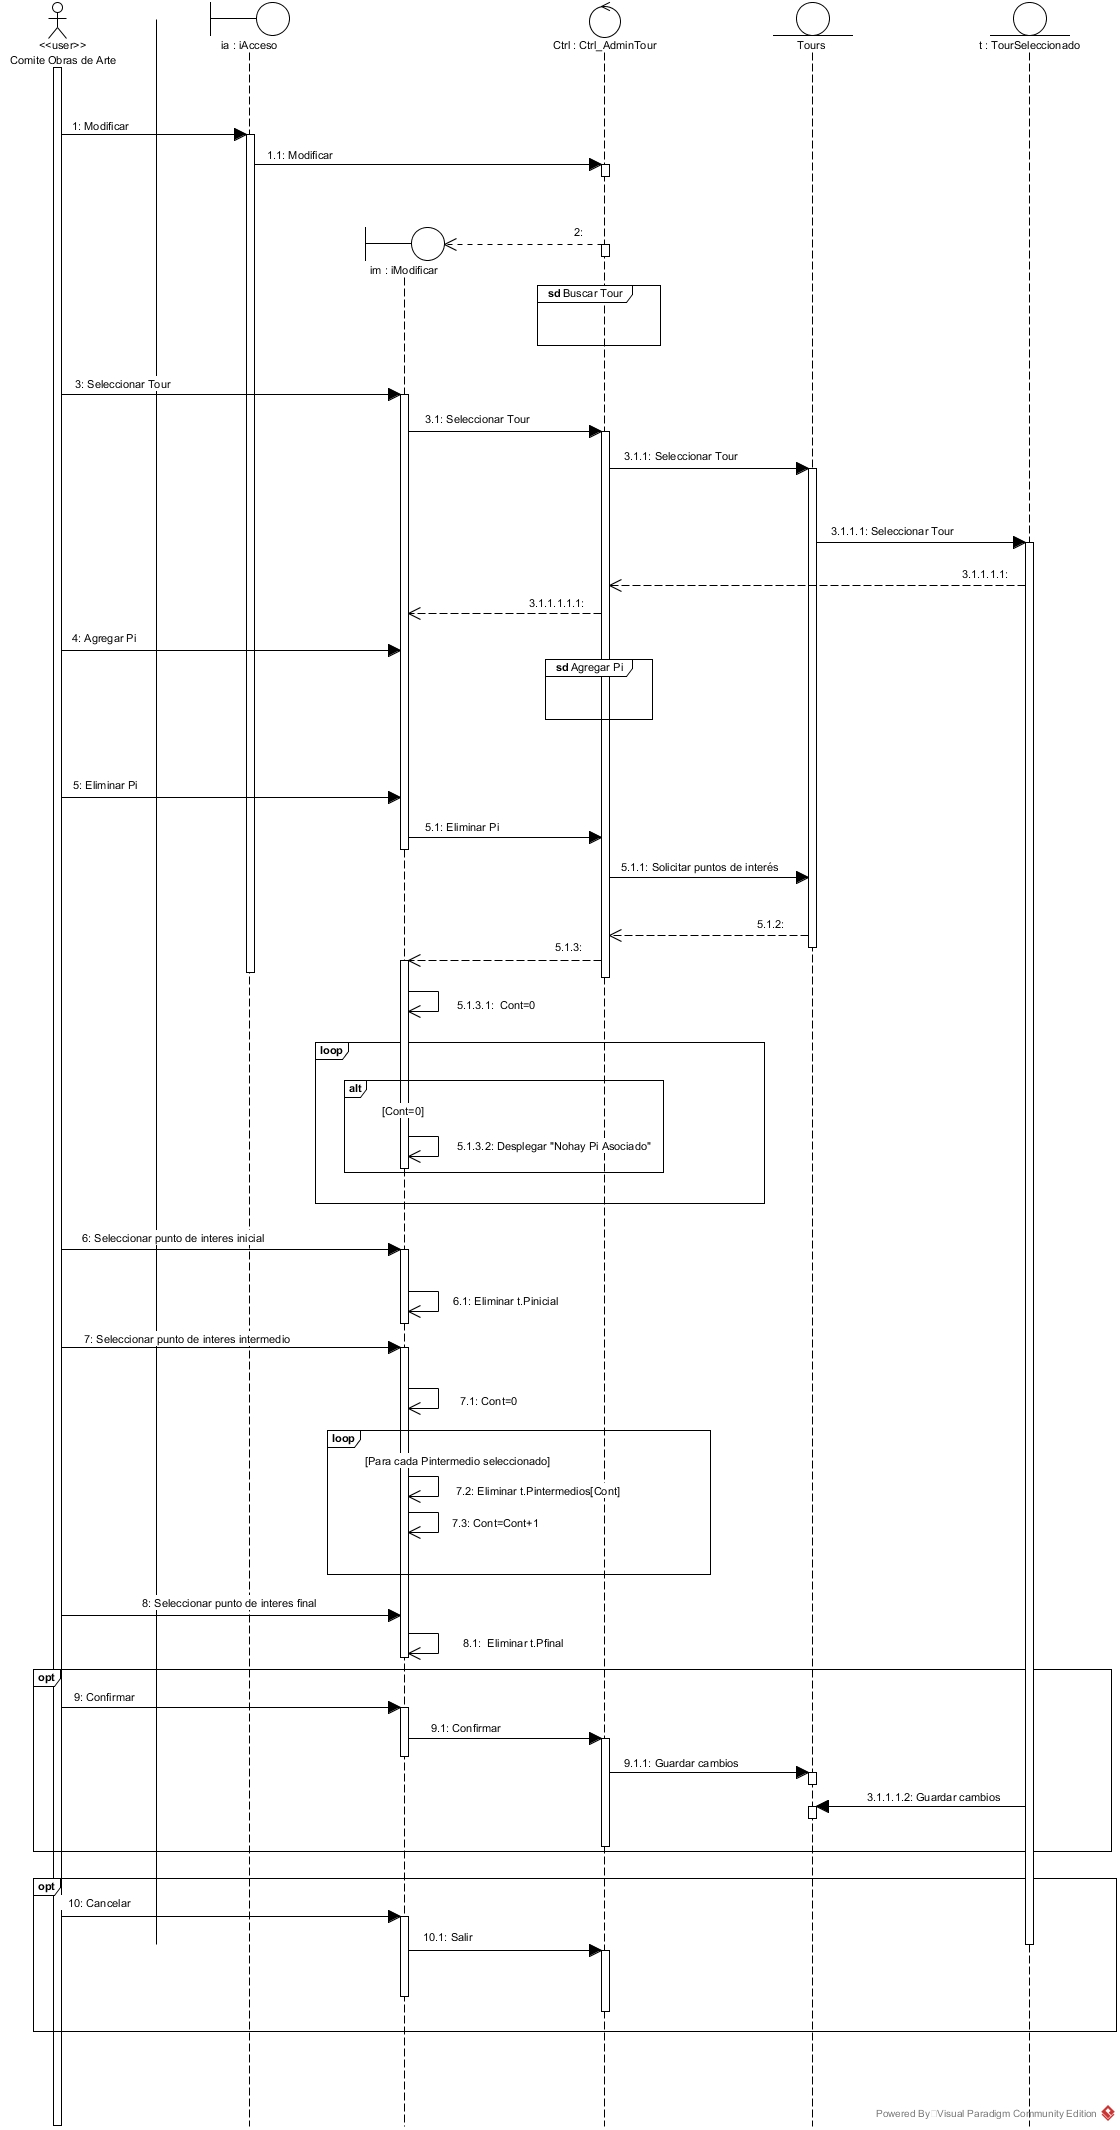 <<user>>
Comite Obras de Arte
ia : iAcceso
Ctrl : Ctrl_AdminTour
Tours
t : TourSeleccionado
1: Modificar
1.1: Modificar
2:
im : iModificar
sd Buscar Tour
3: Seleccionar Tour
3.1: Seleccionar Tour
3.1.1: Seleccionar Tour
3.1.1.1: Seleccionar Tour
3.1.1.1.1:
3.1.1.1.1.1:
4: Agregar Pi
sd Agregar Pi
5: Eliminar Pi
5.1: Eliminar Pi
5.1.1: Solicitar puntos de interés
5.1.2:
5.1.3:
5.1.3.1: Cont=0
loop
alt
[Cont=0]
5.1.3.2: Desplegar "Nohay Pi Asociado"
6: Seleccionar punto de interes inicial
6.1: Eliminar t.Pinicial
7: Seleccionar punto de interes intermedio
7.1: Cont=0
loop
[Para cada Pintermedio seleccionado]
7.2: Eliminar t.Pintermedios[Cont]
7.3: Cont=Cont+1
8: Seleccionar punto de interes final
8.1: Eliminar t.Pfinal
opt
9: Confirmar
9.1: Confirmar
9.1.1: Guardar cambios
3.1.1.1.2: Guardar cambios
opt
10: Cancelar
10.1: Salir
Powered By Visual Paradigm Community Edition